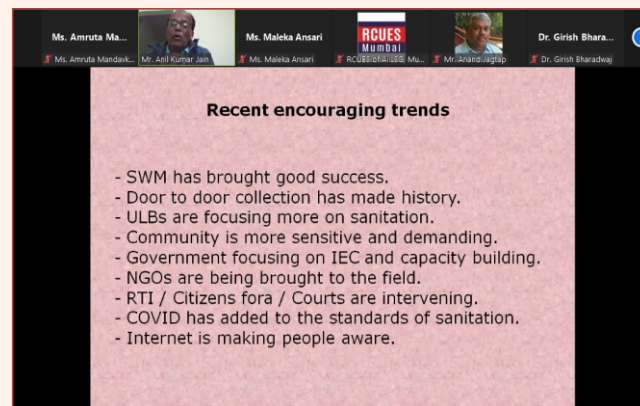 Ms. Amruta Ma...
Ms. Maleka Ansari
RCUES
Mumbai
Dr. Girish Bhara...
Ms. Amruta Mandavk...
Mr. Anil Kumar Jain
Ms. Maleka Ansari
RCUES of AIILSG, Mu...
Mr. Anand Jagtap
Dr. Girish Bharadwaj
Recent encouraging trends
- SWM has brought good success.
- Door to door collection has made history.
- ULBs are focusing more on sanitation.
- Community is more sensitive and demanding.
- Government focusing on IEC and capacity building.
- NGOs are being brought to the field.
- RTI / Citizens fora / Courts are intervening.
- COVID has added to the standards of sanitation.
- Internet is making people aware.